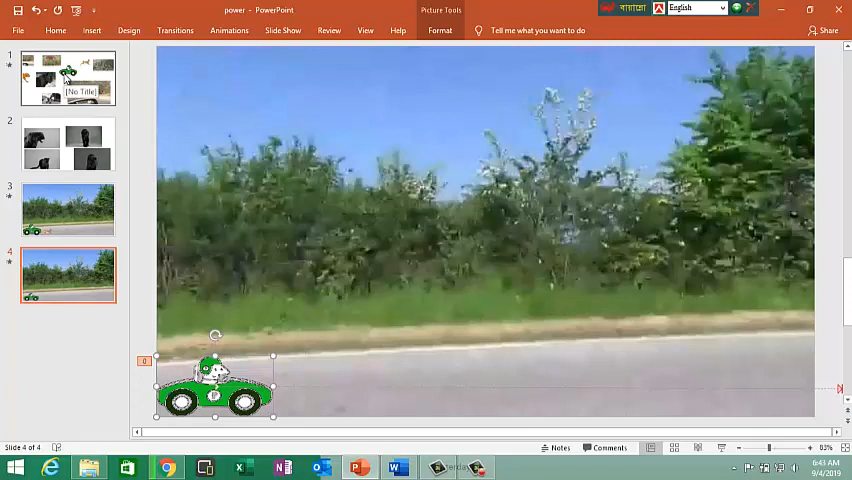 power - PowerPoint
Picture Tools
বায়ান্নো
English
File
Home
Insert
Design
Transitions
Animations
Slide Show
Review
View
Help
Format
Tell me what you want to do
Share
1
[No Title]
2
3
4
0
Slide 4 of 4
Notes
Comments
83%
6:43 AM
9/4/2019